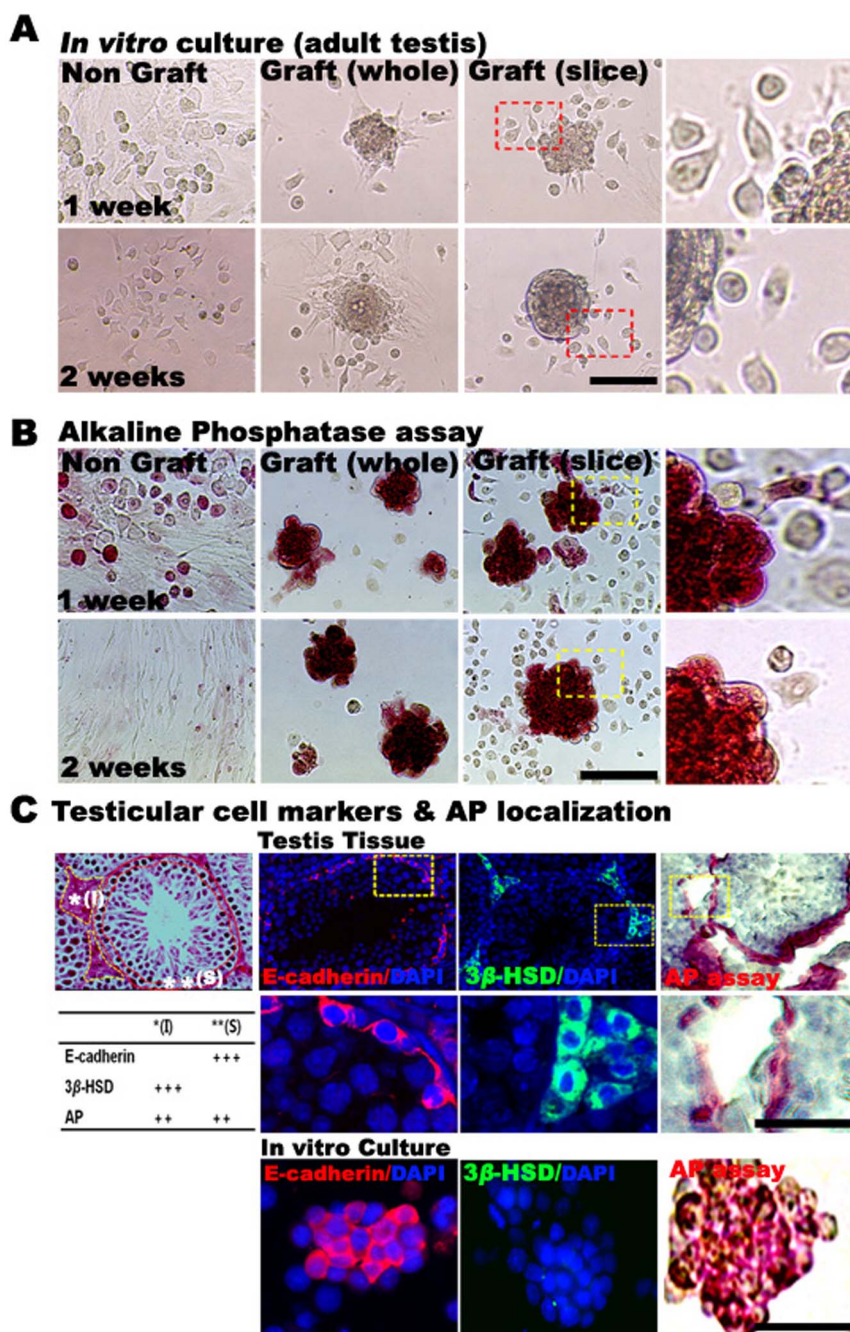 A
In vitro culture (adult testis)
Non Graft Graft (whole) Graft (slice)
1 week
2 weeks
B Alkaline Phosphatase assay
Non Graft Graft (whole) Graft (slice)
1 week
2 weeks
C Testicular cell markers & AP localization
Testis Tissue
*(I)
**(S)
E-cadherin/DAPI 3β-HSD/DAPI AP assay
*(I) **(S)
E-cadherin +++
3β-HSD +++
AP ++ ++
In vitro Culture
E-cadherin/DAPI 3β-HSD/DAPI AP assay